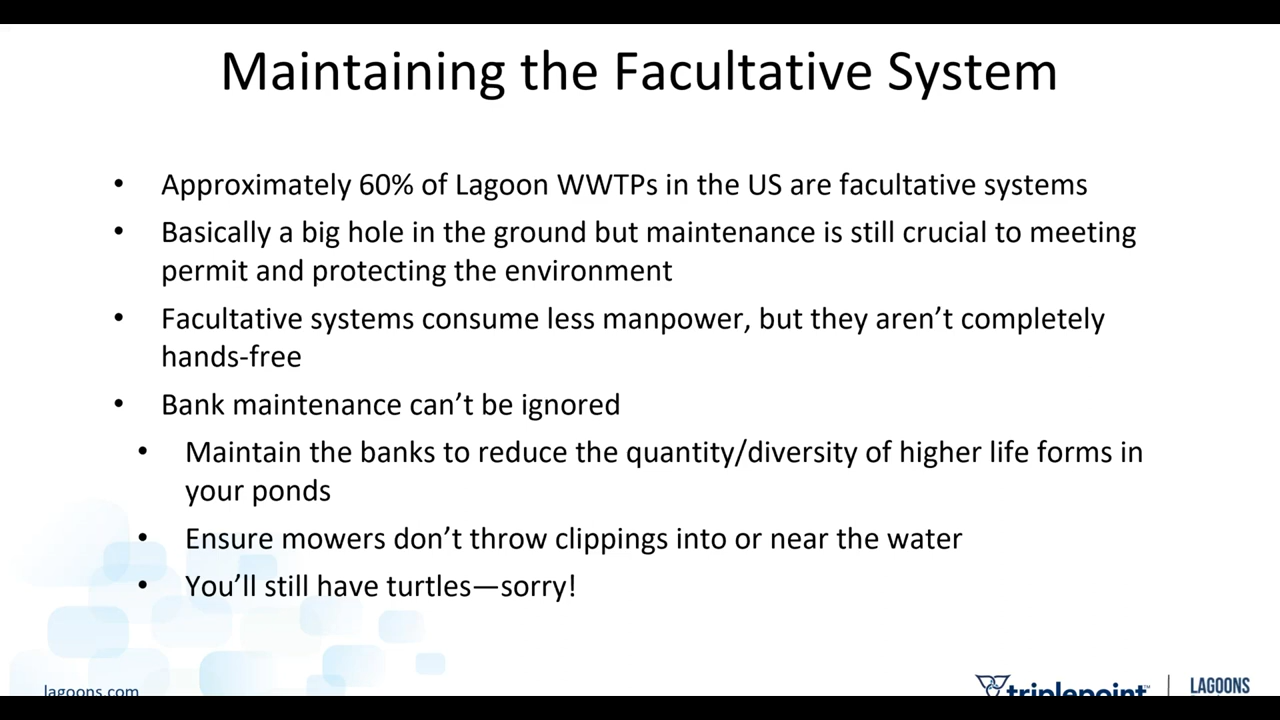 Maintaining the Facultative System
• Approximately 60% of Lagoon WWTPs in the US are facultative systems
• Basically a big hole in the ground but maintenance is still crucial to meeting
permit and protecting the environment
• Facultative systems consume less manpower, but they aren’t completely
hands-free
• Bank maintenance can’t be ignored
• Maintain the banks to reduce the quantity/diversity of higher life forms in
your ponds
• Ensure mowers don’t throw clippings into or near the water
• You’ll still have turtles—sorry!
lagoons.com
triplepoint™ | LAGOONS